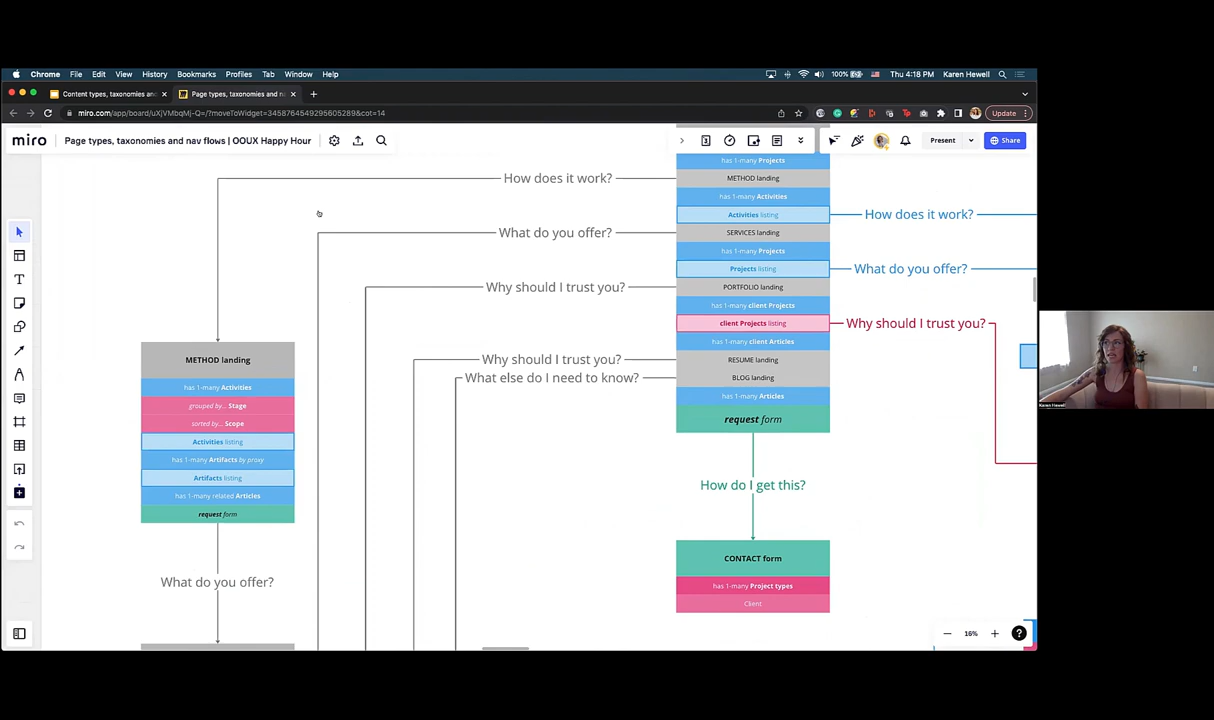 Chrome File Edit View History Bookmarks Profiles Tab Window Help 100% Thu 4:18 PM Karen Hewell
Content types, taxonomies and Page types, taxonomies and nav
miro.com/app/board/uXjVMbqMj-Q=/?moveToWidget=3458764559295605289&cot=14 Update
miro Page types, taxonomies and nav flows | OOUX Happy Hour Present Share
has 1-many Projects
How does it work? METHOD landing
has 1-many Activities
Activities listing How does it work?
What do you offer? SERVICES landing
has 1-many Projects
Projects listing What do you offer?
Why should I trust you? PORTFOLIO landing
has 1-many client Projects
client Projects listing Why should I trust you?
has 1-many client Articles
METHOD landing Why should I trust you? RESUME landing
What else do I need to know? BLOG landing
has 1-many Activities
has 1-many Articles
grouped by... Stage
request form
sorted by... Scope
Activities listing
has 1-many Artifacts by proxy
Artifacts listing
How do I get this?
has 1-many related Articles
request form
CONTACT form
What do you offer?
has 1-many Project types
Client
16%
Karen Hewell